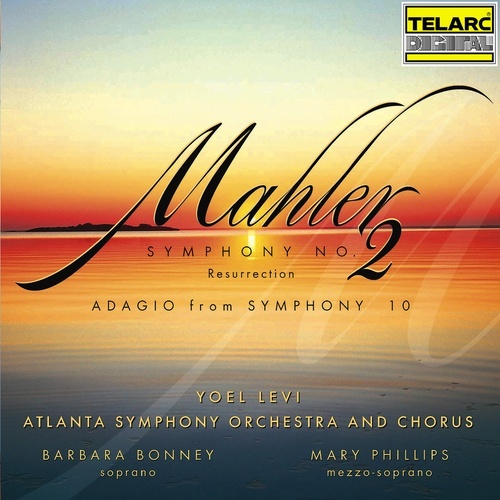 TELARC
DIGITAL
Mahler
SYMPHONY NO. 2
Resurrection
ADAGIO from SYMPHONY 10
YOEL LEVI
ATLANTA SYMPHONY ORCHESTRA AND CHORUS
BARBARA BONNEY MARY PHILLIPS
soprano mezzo-soprano